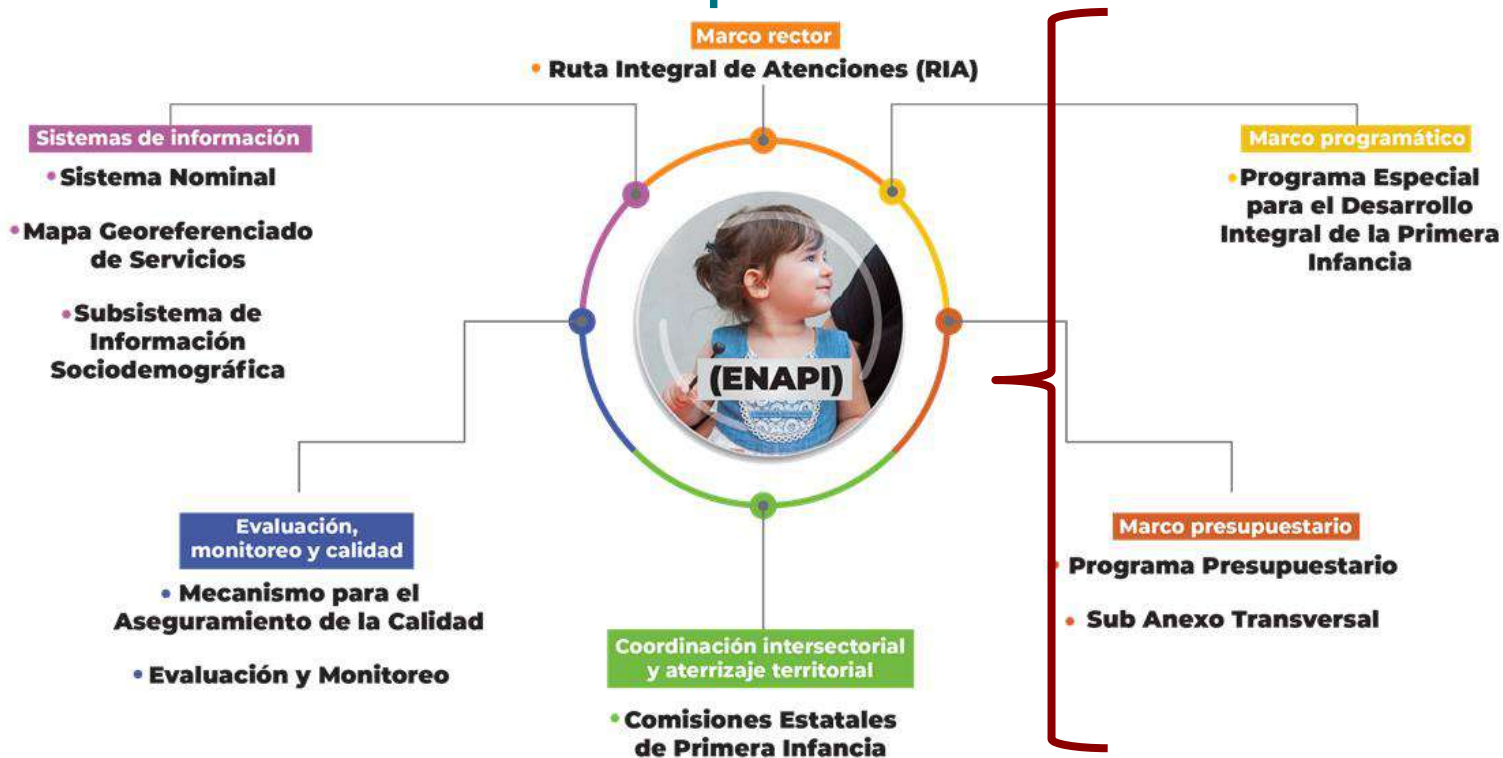 Marco rector
• Ruta Integral de Atenciones (RIA)
Sistemas de información
• Sistema Nominal
• Mapa Georeferenciado
de Servicios
• Subsistema de
Información
Sociodemográfica
Marco programático
• Programa Especial
para el Desarrollo
Integral de la Primera
Infancia
(ENAPI)
Evaluación,
monitoreo y calidad
• Mecanismo para el
Aseguramiento de la Calidad
• Evaluación y Monitoreo
Coordinación intersectorial
y aterrizaje territorial
• Comisiones Estatales
de Primera Infancia
Marco presupuestario
• Programa Presupuestario
• Sub Anexo Transversal